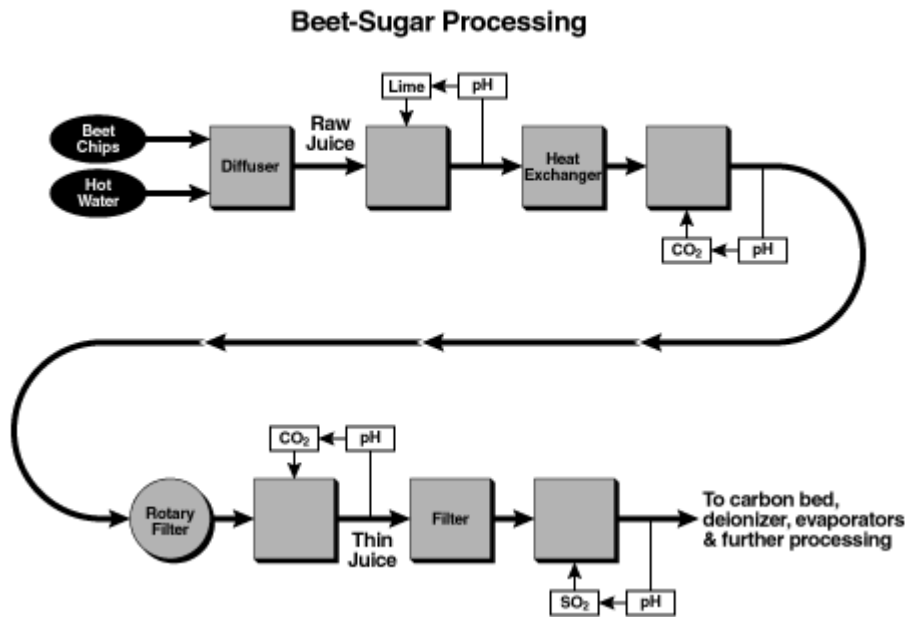 Beet-Sugar Processing
Lime
pH
Beet
Chips
Raw
Juice
Diffuser
Heat
Exchanger
Hot
Water
CO₂
pH
CO₂
pH
Rotary
Filter
Thin
Juice
Filter
To carbon bed,
deionizer, evaporators
& further processing
SO₂
pH